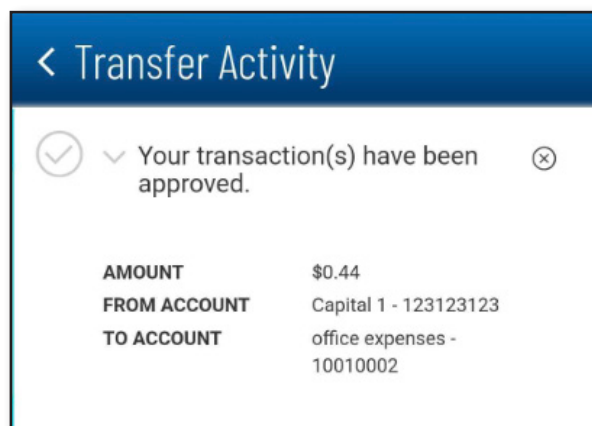 Transfer Activity
Your transaction(s) have been
approved.
AMOUNT $0.44
FROM ACCOUNT Capital 1 - 123123123
TO ACCOUNT office expenses -
10010002